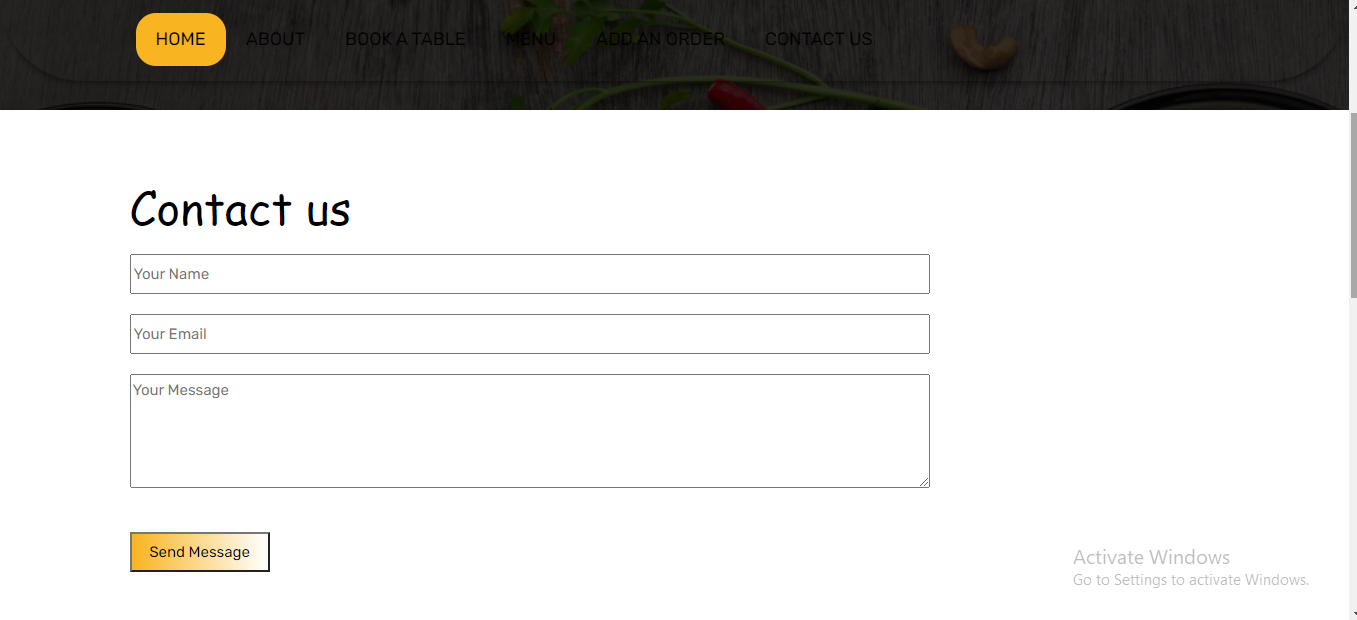 HOME ABOUT BOOK A TABLE MENU ADD AN ORDER CONTACT US
Contact us
Your Name
Your Email
Your Message
Send Message
Activate Windows
Go to Settings to activate Windows.